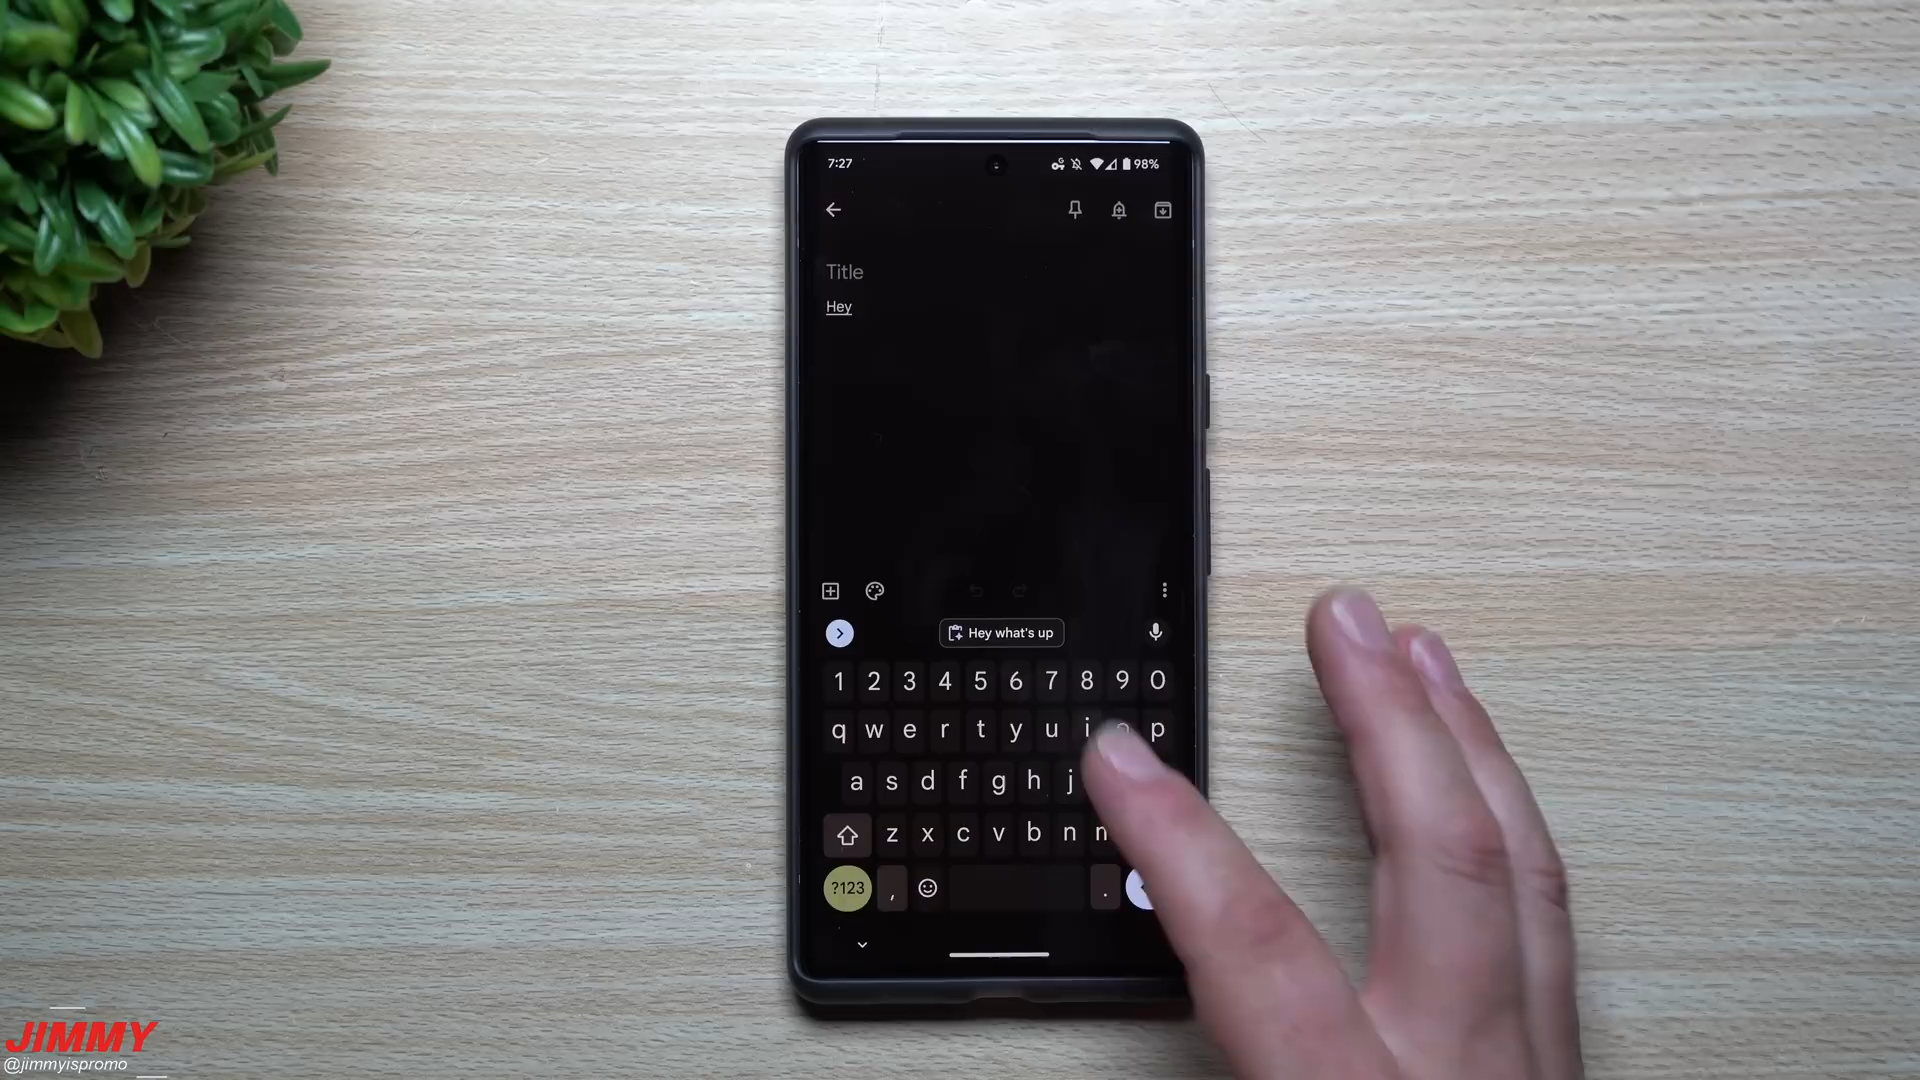 7:27
98%
Title
Hey
Hey what's up
1 2 3 4 5 6 7 8 9 0
q w e r t y u i o p
a s d f g h j
z x c v b n m
?123 , .
JIMMY
@jimmyispromo